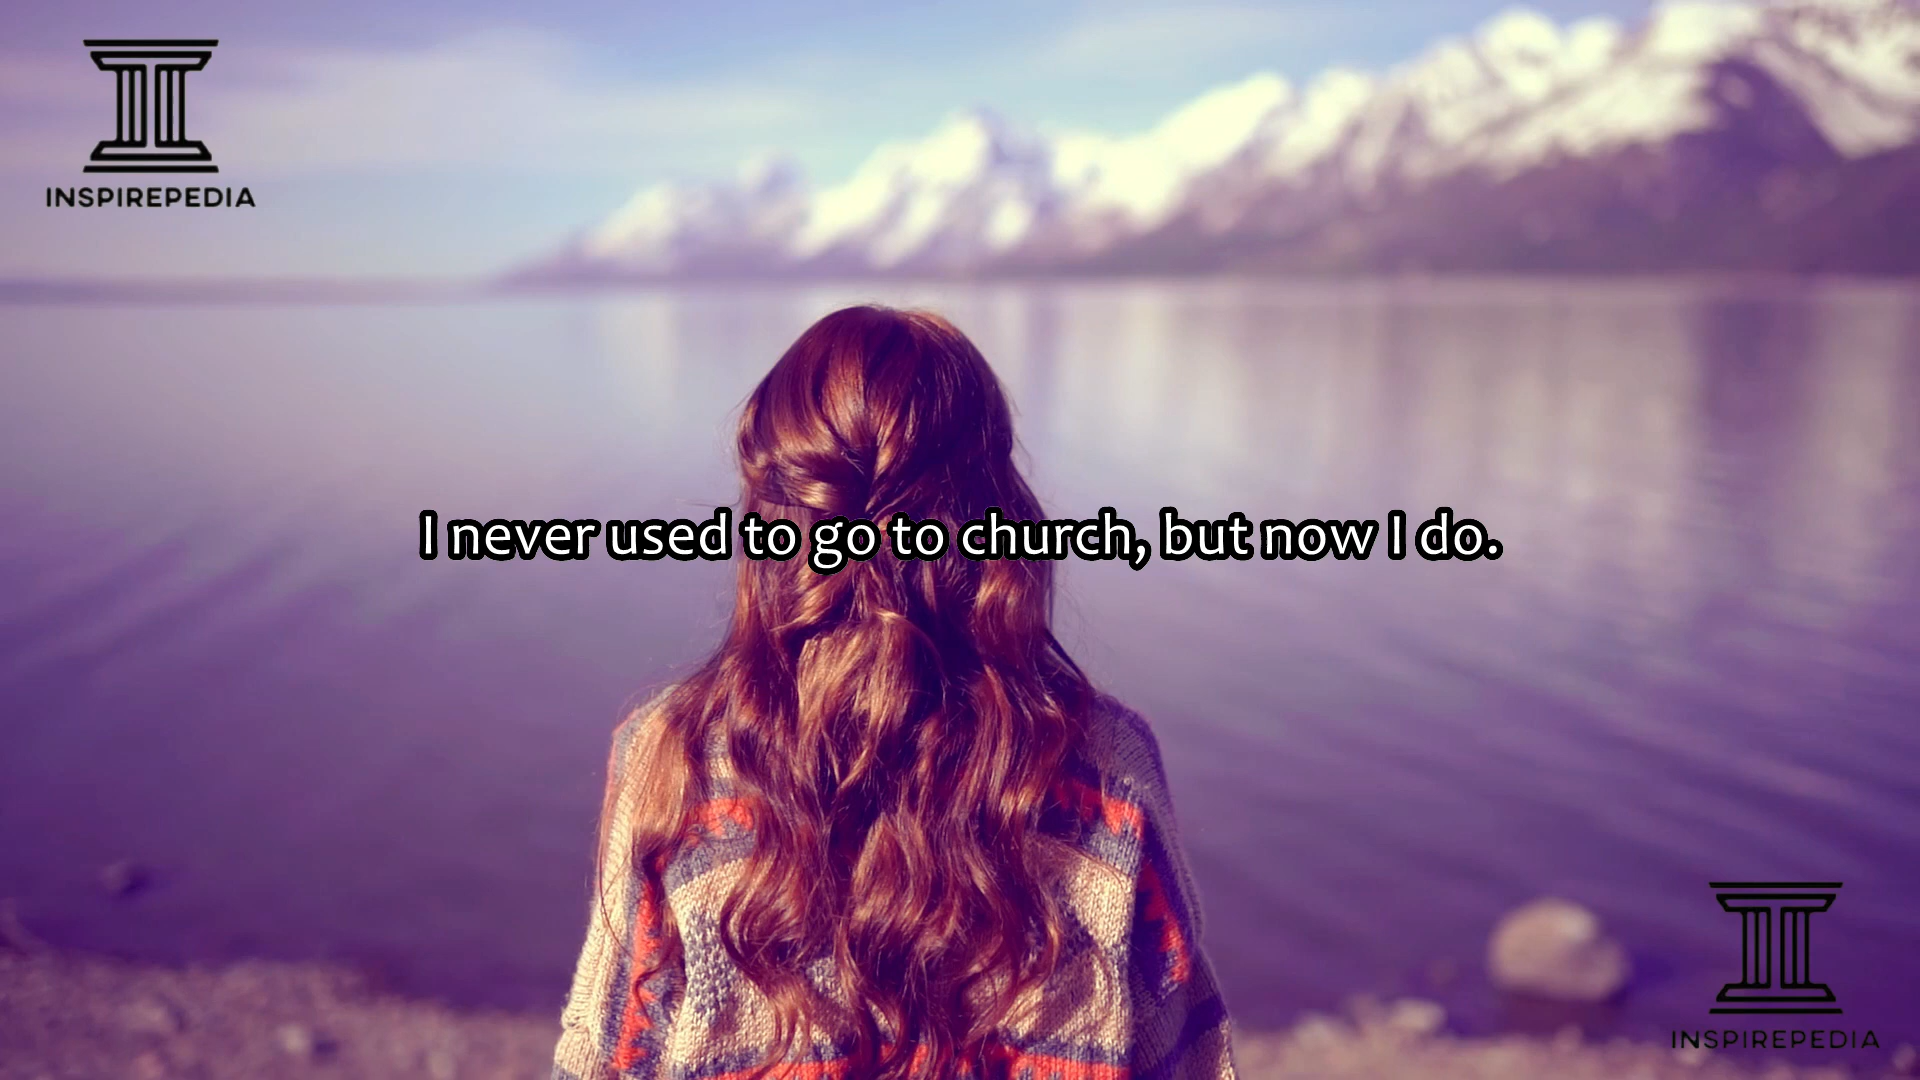 INSPIREPEDIA
I never used to go to church, but now I do.
INSPIREPEDIA